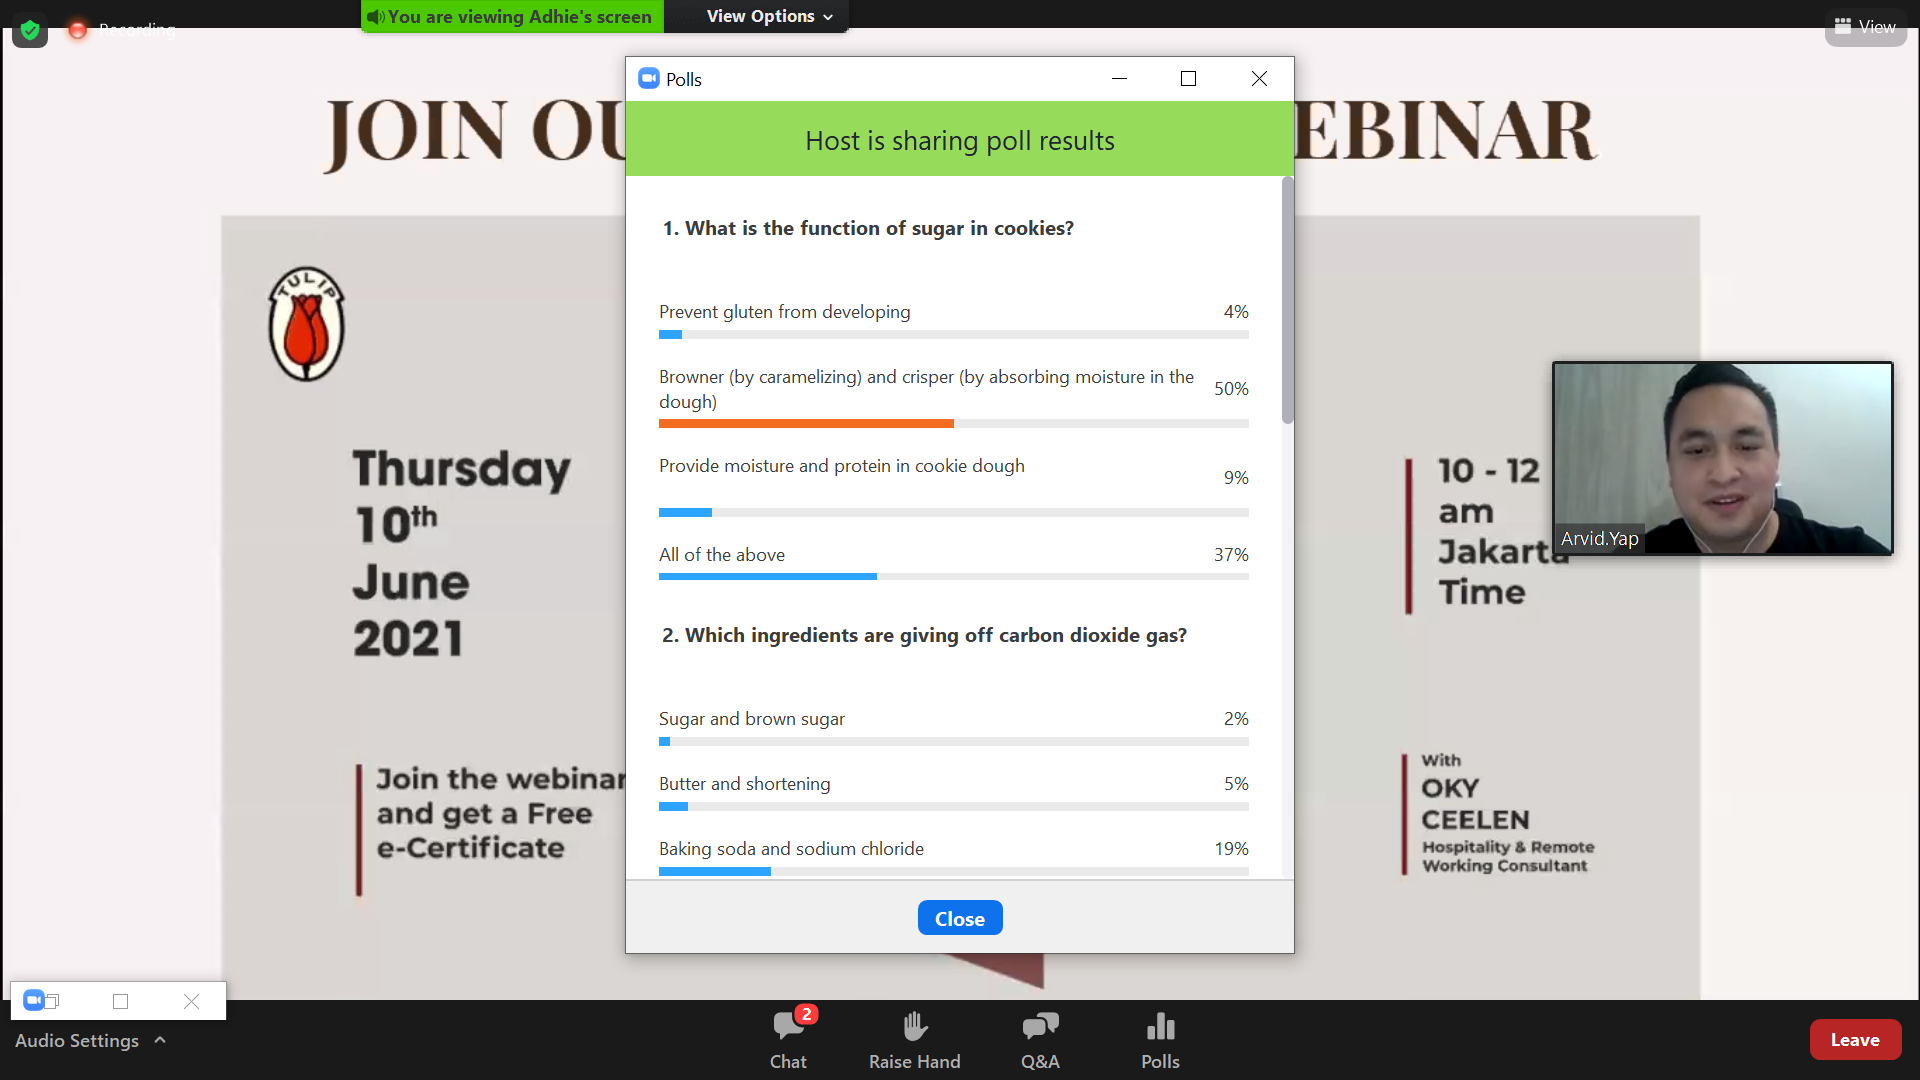 Recording
You are viewing Adhie's screen
View Options
View
JOIN OU
EBINAR
Polls
Host is sharing poll results
1. What is the function of sugar in cookies?
Prevent gluten from developing 4%
Browner (by caramelizing) and crisper (by absorbing moisture in the
dough) 50%
Provide moisture and protein in cookie dough 9%
All of the above 37%
2. Which ingredients are giving off carbon dioxide gas?
Sugar and brown sugar 2%
Butter and shortening 5%
Baking soda and sodium chloride 19%
Close
TULIP
Thursday
10th
June
2021
Join the webinar
and get a Free
e-Certificate
10 - 12
am
Jakarta
Time
Arvid.Yap
With
OKY
CEELEN
Hospitality & Remote
Working Consultant
Audio Settings
2
Chat
Raise Hand
Q&A
Polls
Leave